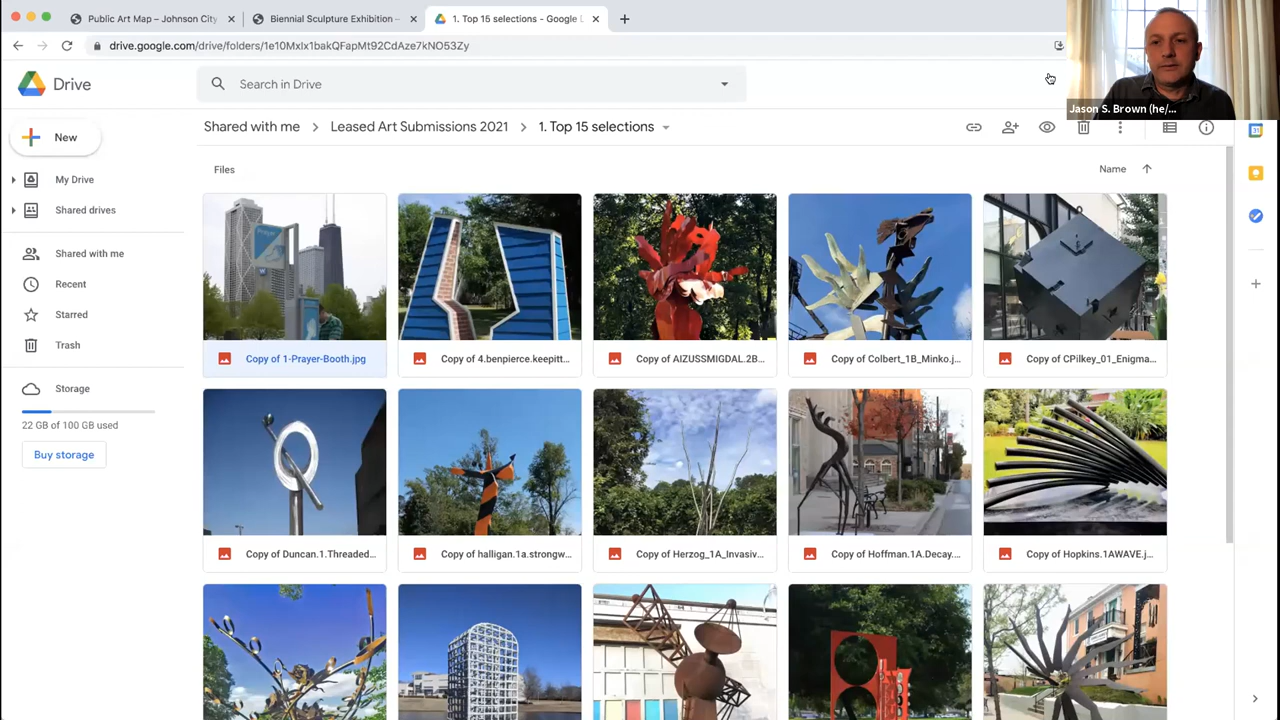 Public Art Map – Johnson City
Biennial Sculpture Exhibition –
1. Top 15 selections - Google
drive.google.com/drive/folders/1e10MxIx1bakQFapMt92CdAze7kNO53Zy
Drive
Search in Drive
Jason S. Brown (he/...
New
Shared with me
Leased Art Submissions 2021
1. Top 15 selections
Files
Name
My Drive
Shared drives
Shared with me
Recent
Starred
Trash
Storage
22 GB of 100 GB used
Buy storage
Copy of 1-Prayer-Booth.jpg
Copy of 4.benpierce.keepitt...
Copy of AIZUSSMIGDAL.2B...
Copy of Colbert_1B_Minko.j...
Copy of CPilkey_01_Enigma...
Copy of Duncan.1.Threaded...
Copy of halligan.1a.strongw...
Copy of Herzog_1A_Invasiv...
Copy of Hoffman.1A.Decay....
Copy of Hopkins.1AWAVE.j...